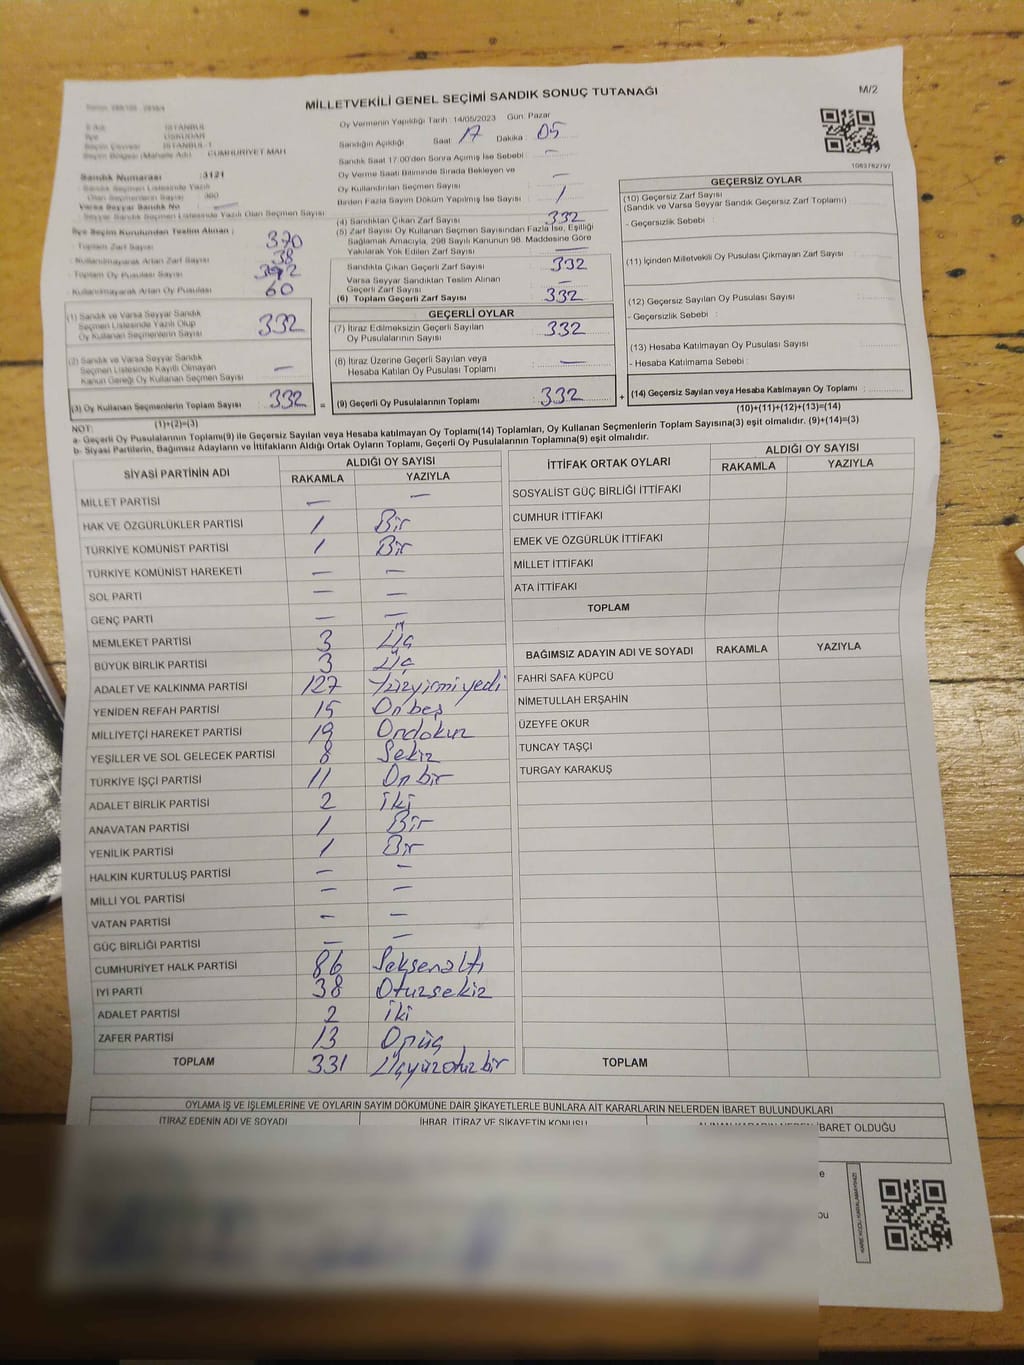 MİLLETVEKİLİ GENEL SEÇİMİ SANDIK SONUÇ TUTANAĞI
M/2
İSTANBUL
ÜSKÜDAR
İSTANBUL-1
CUMHURİYET MAH
Sandık Numarası : 3121
Sandık Seçmen Listesinde Yazılı
Olan Seçmenlerin Sayısı
Varsa Seyyar Sandık No
Seyyar Sandık Seçmen Listesinde Yazılı Olan Seçmen Sayısı
İlçe Seçim Kurulundan Teslim Alınan :
- Toplam Zarf Sayısı 370
- Kullanılmayarak Artan Zarf Sayısı 38
- Toplam Oy Pusulası Sayısı 392
- Kullanılmayarak Artan Oy Pusulası 60
(1) Sandık ve Varsa Seyyar Sandık
Seçmen Listesinde Yazılı Olup
Oy Kullanan Seçmenlerin Sayısı 332
(2) Sandık ve Varsa Seyyar Sandık
Seçmen Listesinde Kayıtlı Olmayan
Kanun Gereği Oy Kullanan Seçmen Sayısı —
(3) Oy Kullanan Seçmenlerin Toplam Sayısı : 332 =
(1)+(2)=(3)
Oy Vermenin Yapıldığı Tarih: 14/05/2023 Gün: Pazar
Sandığın Açıldığı Saat: 17 Dakika: 05
Sandık Saat 17:00'den Sonra Açılmış İse Sebebi : —
Oy Verme Saati Bitiminde Sırada Bekleyen ve
Oy Kullandırılan Seçmen Sayısı —
Birden Fazla Sayım Döküm Yapılmış İse Sayısı : 1
(4) Sandıktan Çıkan Zarf Sayısı 332
(5) Zarf Sayısı Oy Kullanan Seçmen Sayısından Fazla İse, Eşitliği
Sağlamak Amacıyla, 298 Sayılı Kanunun 98. Maddesine Göre
Yakılarak Yok Edilen Zarf Sayısı —
Sandıkta Çıkan Geçerli Zarf Sayısı 332
Varsa Seyyar Sandıktan Teslim Alınan
Geçerli Zarf Sayısı —
(6) Toplam Geçerli Zarf Sayısı 332
GEÇERLİ OYLAR
(7) İtiraz Edilmeksizin Geçerli Sayılan
Oy Pusulalarının Sayısı 332
(8) İtiraz Üzerine Geçerli Sayılan veya
Hesaba Katılan Oy Pusulası Toplamı —
(9) Geçerli Oy Pusulalarının Toplamı 332 +
1063762797
GEÇERSİZ OYLAR
(10) Geçersiz Zarf Sayısı
(Sandık ve Varsa Seyyar Sandık Geçersiz Zarf Toplamı)
- Geçersizlik Sebebi :
(11) İçinden Milletvekili Oy Pusulası Çıkmayan Zarf Sayısı
(12) Geçersiz Sayılan Oy Pusulası Sayısı
- Geçersizlik Sebebi :
(13) Hesaba Katılmayan Oy Pusulası Sayısı
- Hesaba Katılmama Sebebi :
(14) Geçersiz Sayılan veya Hesaba Katılmayan Oy Toplamı
(10)+(11)+(12)+(13)=(14)
NOT:
a- Geçerli Oy Pusulalarının Toplamı(9) ile Geçersiz Sayılan veya Hesaba katılmayan Oy Toplamı(14) Toplamları, Oy Kullanan Seçmenlerin Toplam Sayısına(3) eşit olmalıdır. (9)+(14)=(3)
b- Siyasi Partilerin, Bağımsız Adayların ve İttifakların Aldığı Ortak Oyların Toplamı, Geçerli Oy Pusulalarının Toplamına(9) eşit olmalıdır.
SİYASİ PARTİNİN ADI ALDIĞI OY SAYISI
RAKAMLA YAZIYLA
MİLLET PARTİSİ — —
HAK VE ÖZGÜRLÜKLER PARTİSİ 1 Bir
TÜRKİYE KOMÜNİST PARTİSİ 1 Bir
TÜRKİYE KOMÜNİST HAREKETİ — —
SOL PARTİ — —
GENÇ PARTİ — —
MEMLEKET PARTİSİ 3 Üç
BÜYÜK BİRLİK PARTİSİ 3 Üç
ADALET VE KALKINMA PARTİSİ 127 Yüzyirmiyedi
YENİDEN REFAH PARTİSİ 15 Onbeş
MİLLİYETÇİ HAREKET PARTİSİ 19 Ondokuz
YEŞİLLER VE SOL GELECEK PARTİSİ 8 Sekiz
TÜRKİYE İŞÇİ PARTİSİ 11 Onbir
ADALET BİRLİK PARTİSİ 2 iki
ANAVATAN PARTİSİ 1 Bir
YENİLİK PARTİSİ 1 Bir
HALKIN KURTULUŞ PARTİSİ — —
MİLLİ YOL PARTİSİ — —
VATAN PARTİSİ — —
GÜÇ BİRLİĞİ PARTİSİ — —
CUMHURİYET HALK PARTİSİ 86 Seksenaltı
İYİ PARTİ 38 Otuzsekiz
ADALET PARTİSİ 2 iki
ZAFER PARTİSİ 13 Onüç
TOPLAM 331 Üçyüzotuzbir
İTTİFAK ORTAK OYLARI ALDIĞI OY SAYISI
RAKAMLA YAZIYLA
SOSYALİST GÜÇ BİRLİĞİ İTTİFAKI
CUMHUR İTTİFAKI
EMEK VE ÖZGÜRLÜK İTTİFAKI
MİLLET İTTİFAKI
ATA İTTİFAKI
TOPLAM
BAĞIMSIZ ADAYIN ADI VE SOYADI RAKAMLA YAZIYLA
FAHRİ SAFA KÜPCÜ
NİMETULLAH ERŞAHİN
ÜZEYFE OKUR
TUNCAY TAŞÇI
TURGAY KARAKUŞ
TOPLAM
OYLAMA İŞ VE İŞLEMLERİNE VE OYLARIN SAYIM DÖKÜMÜNE DAİR ŞİKAYETLERLE BUNLARA AİT KARARLARIN NELERDEN İBARET BULUNDUKLARI
İTİRAZ EDENİN ADI VE SOYADI İHBAR, İTİRAZ VE ŞİKAYETİN KONUSU İBARET OLDUĞU